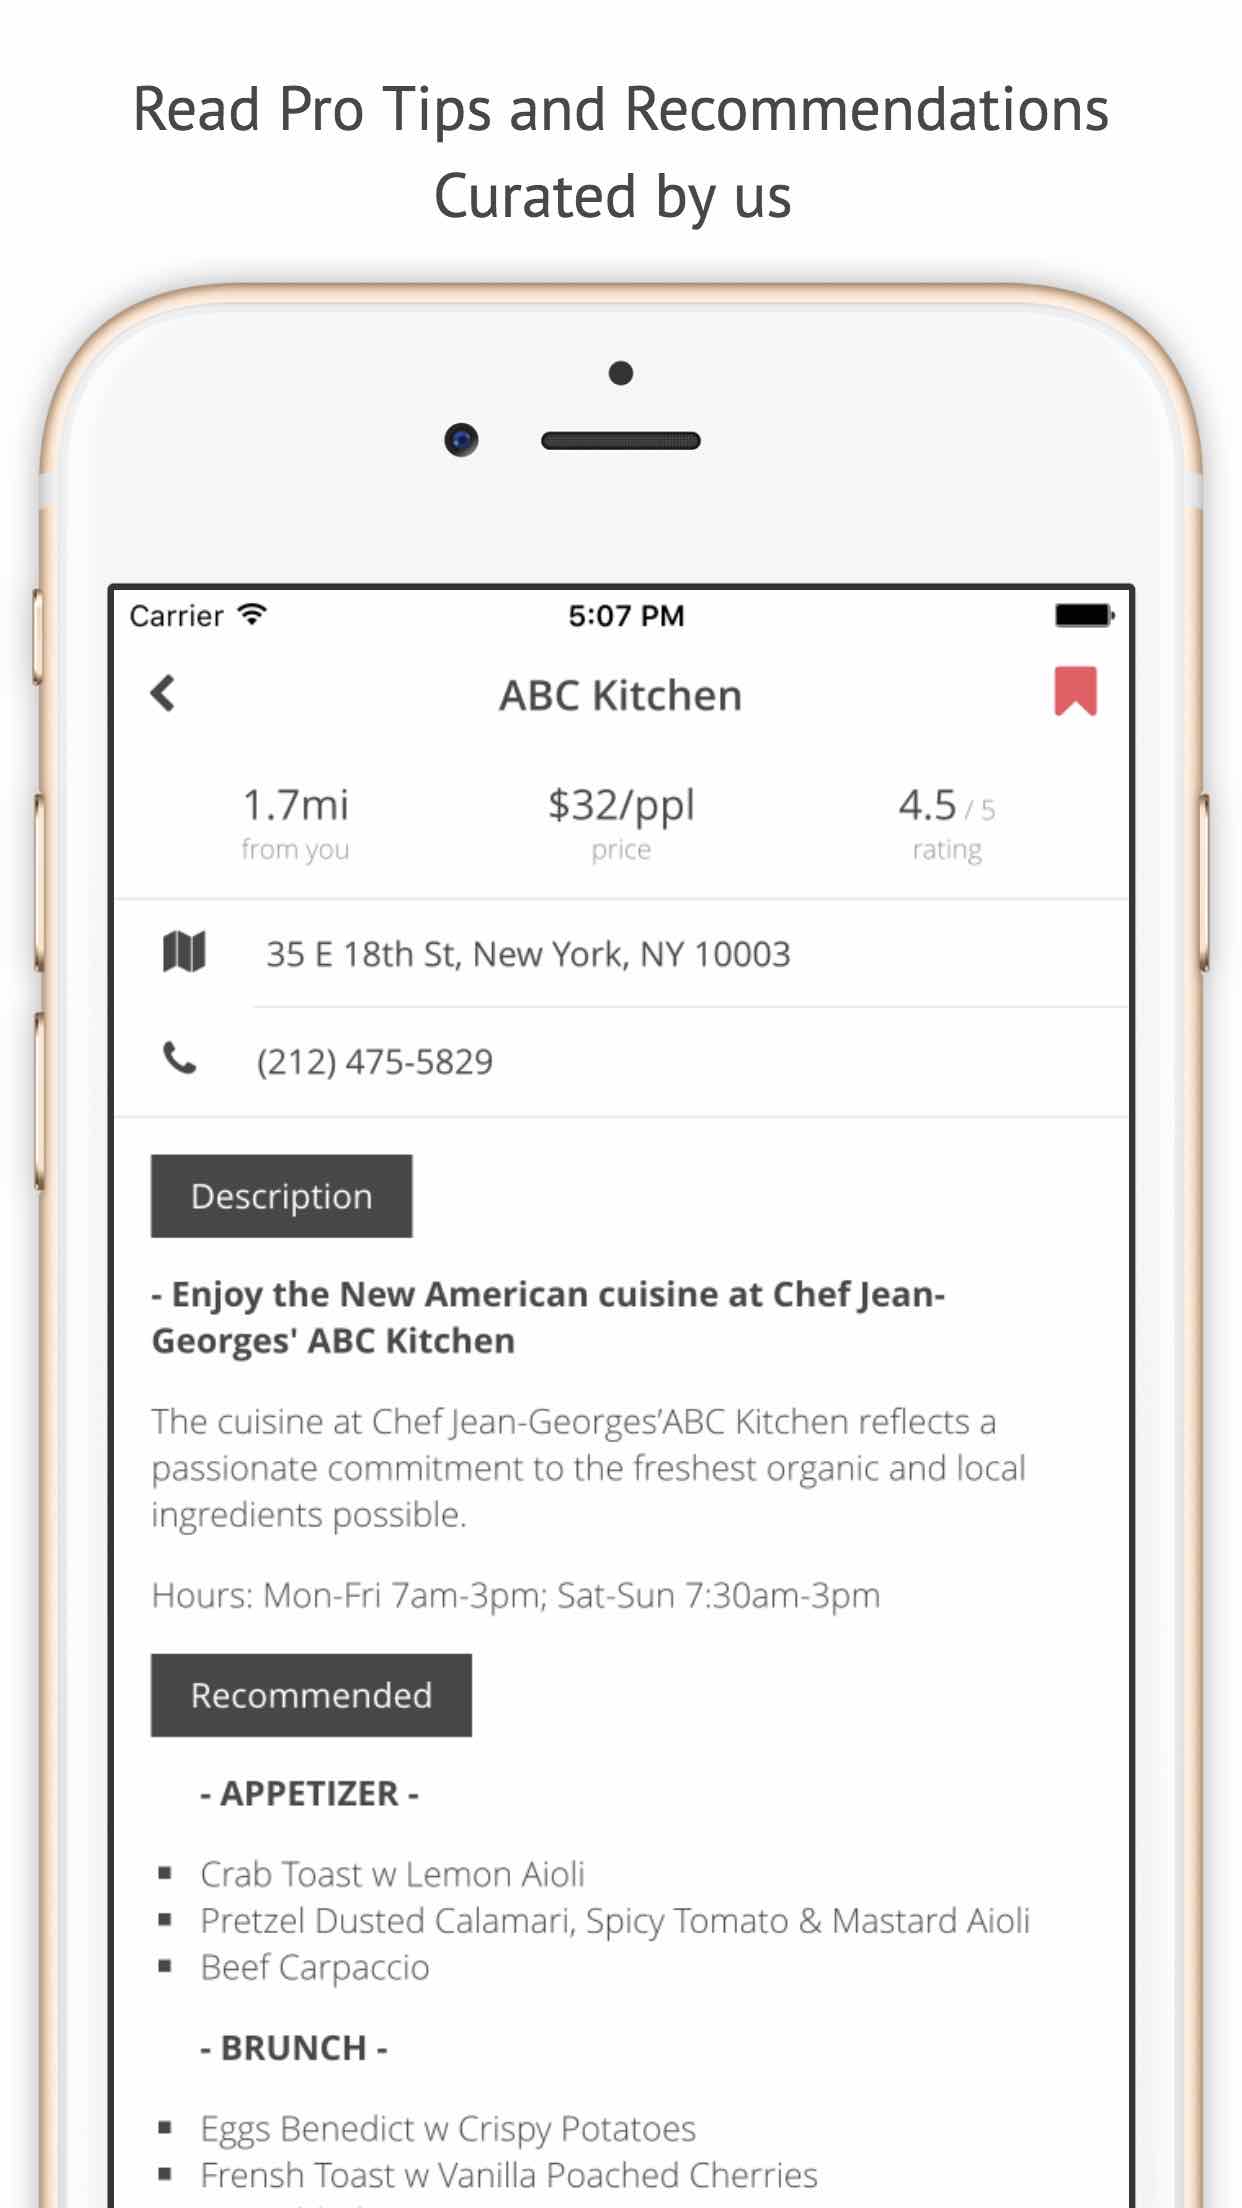 Read Pro Tips and Recommendations
Curated by us
Carrier
5:07 PM
ABC Kitchen
1.7mi
from you
$32/ppl
price
4.5 / 5
rating
35 E 18th St, New York, NY 10003
(212) 475-5829
Description
- Enjoy the New American cuisine at Chef Jean-
Georges' ABC Kitchen
The cuisine at Chef Jean-Georges'ABC Kitchen reflects a
passionate commitment to the freshest organic and local
ingredients possible.
Hours: Mon-Fri 7am-3pm; Sat-Sun 7:30am-3pm
Recommended
- APPETIZER -
▪ Crab Toast w Lemon Aioli
▪ Pretzel Dusted Calamari, Spicy Tomato & Mastard Aioli
▪ Beef Carpaccio
- BRUNCH -
▪ Eggs Benedict w Crispy Potatoes
▪ Frensh Toast w Vanilla Poached Cherries